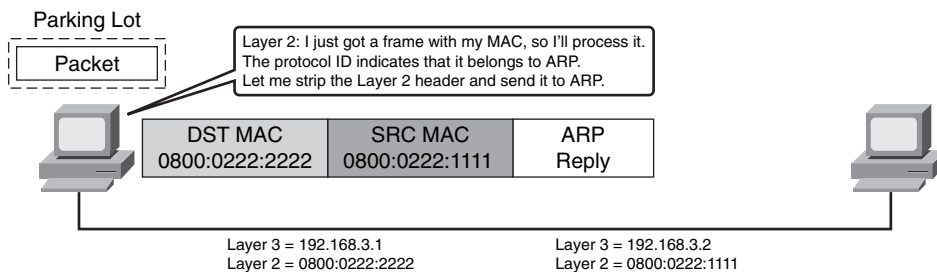 Parking Lot
Packet
Layer 2: I just got a frame with my MAC, so I'll process it.
The protocol ID indicates that it belongs to ARP.
Let me strip the Layer 2 header and send it to ARP.
DST MAC
0800:0222:2222
SRC MAC
0800:0222:1111
ARP
Reply
Layer 3 = 192.168.3.1
Layer 2 = 0800:0222:2222
Layer 3 = 192.168.3.2
Layer 2 = 0800:0222:1111